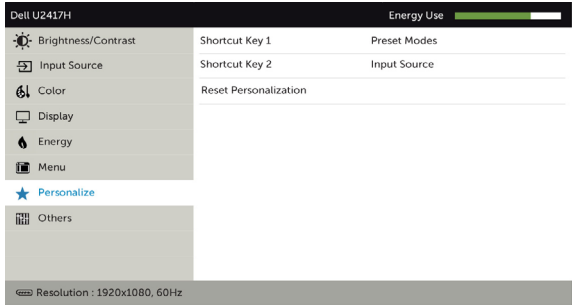 Dell U2417H Energy Use
Brightness/Contrast Shortcut Key 1 Preset Modes
Input Source Shortcut Key 2 Input Source
Color Reset Personalization
Display
Energy
Menu
Personalize
Others
Resolution : 1920x1080, 60Hz